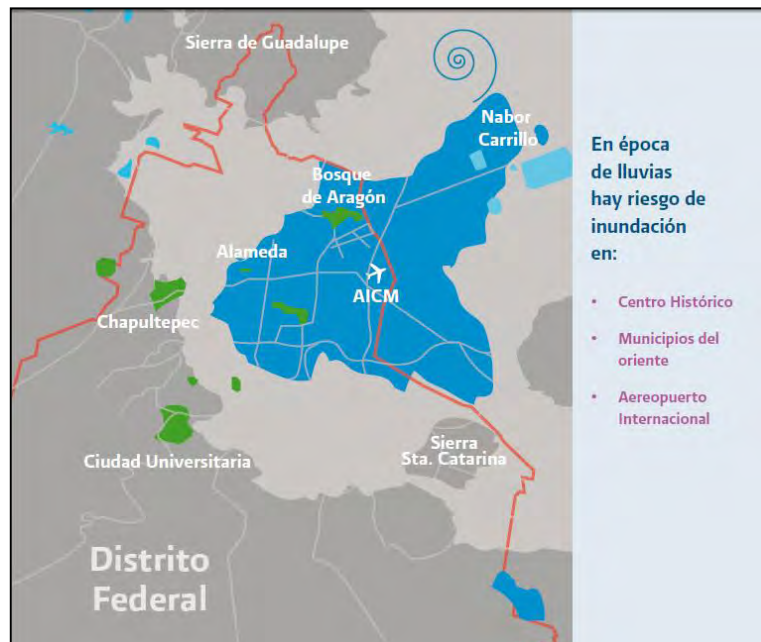 Sierra de Guadalupe
Nabor
Carrillo
Bosque
de Aragón
Alameda
AICM
Chapultepec
Ciudad Universitaria
Sierra
Sta. Catarina
Distrito
Federal
En época
de lluvias
hay riesgo de
inundación
en:
• Centro Histórico
• Municipios del
oriente
• Aereopuerto
Internacional